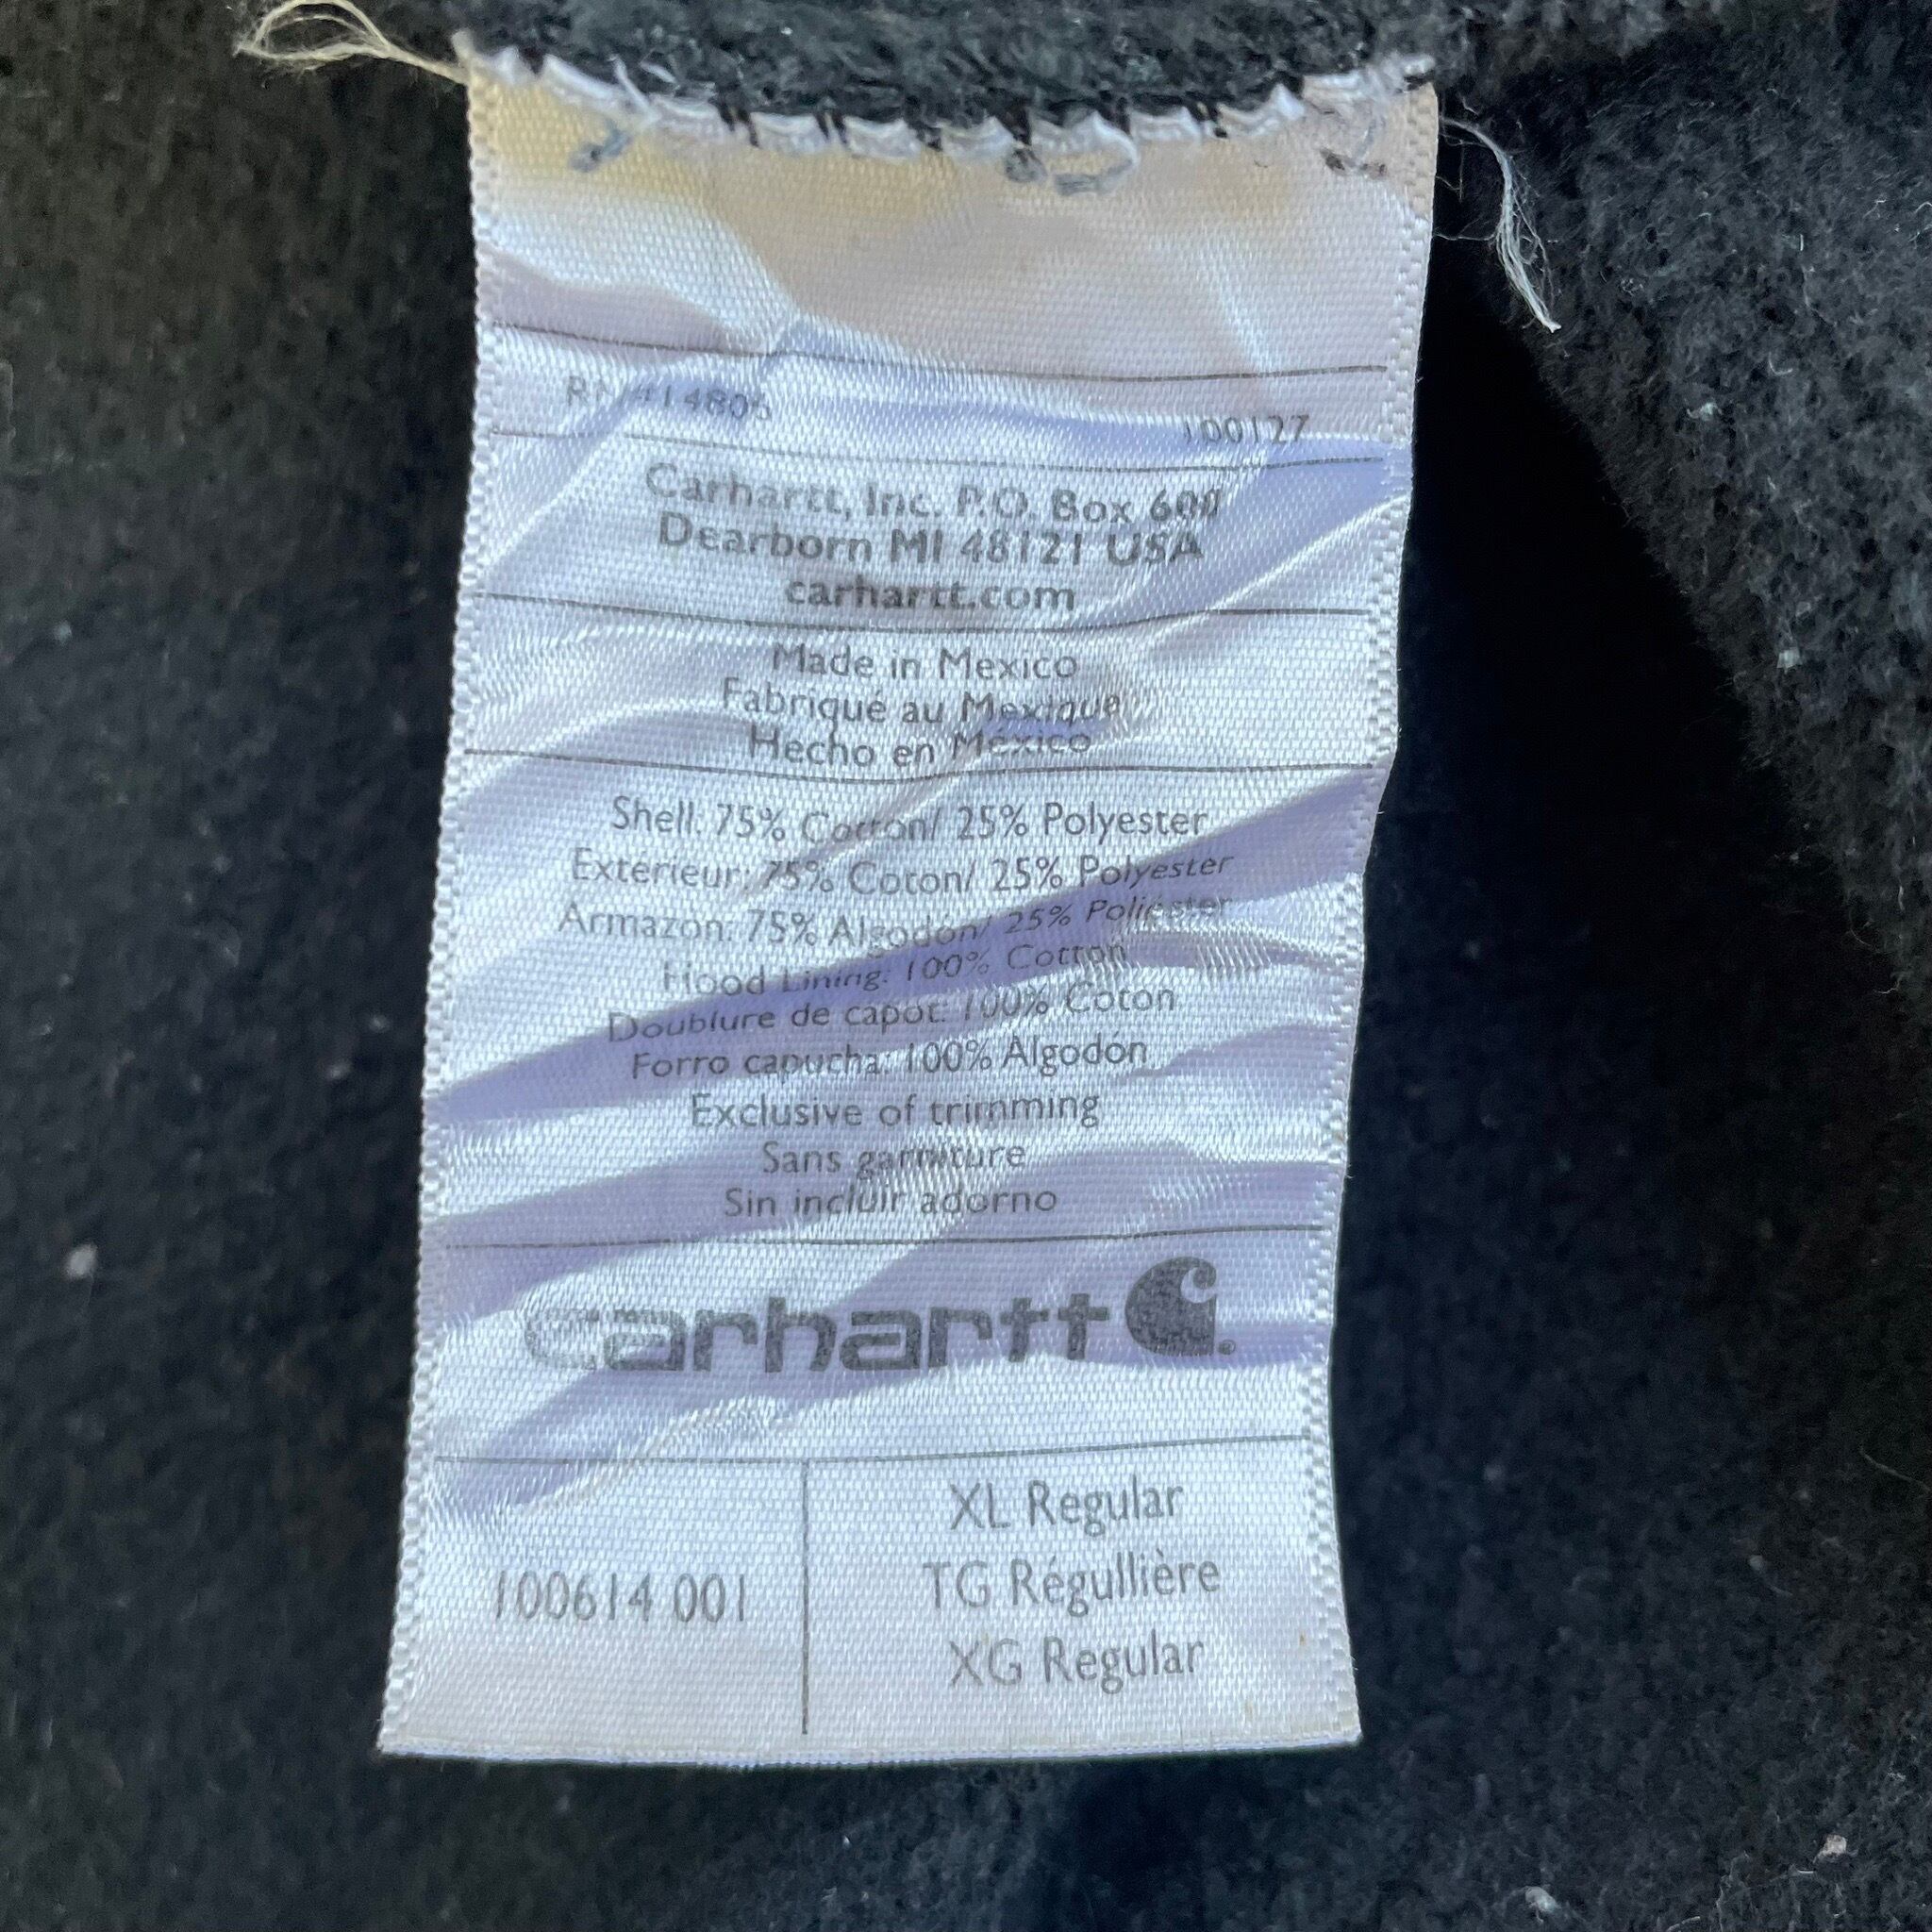 RN 114806
100127
Carhartt, Inc. P.O. Box 600
Dearborn MI 48121 USA
carhartt.com
Made in Mexico
Fabriqué au Mexique
Hecho en México
Shell: 75% Cotton/ 25% Polyester
Exterieur: 75% Coton/ 25% Polyester
Armazon: 75% Algodón/ 25% Poliéster
Hood Lining: 100% Cotton
Doublure de capot: 100% Coton
Forro capucha: 100% Algodón
Exclusive of trimming
Sans garniture
Sin incluir adorno
carhartt
100614 001
XL Regular
TG Régullière
XG Regular